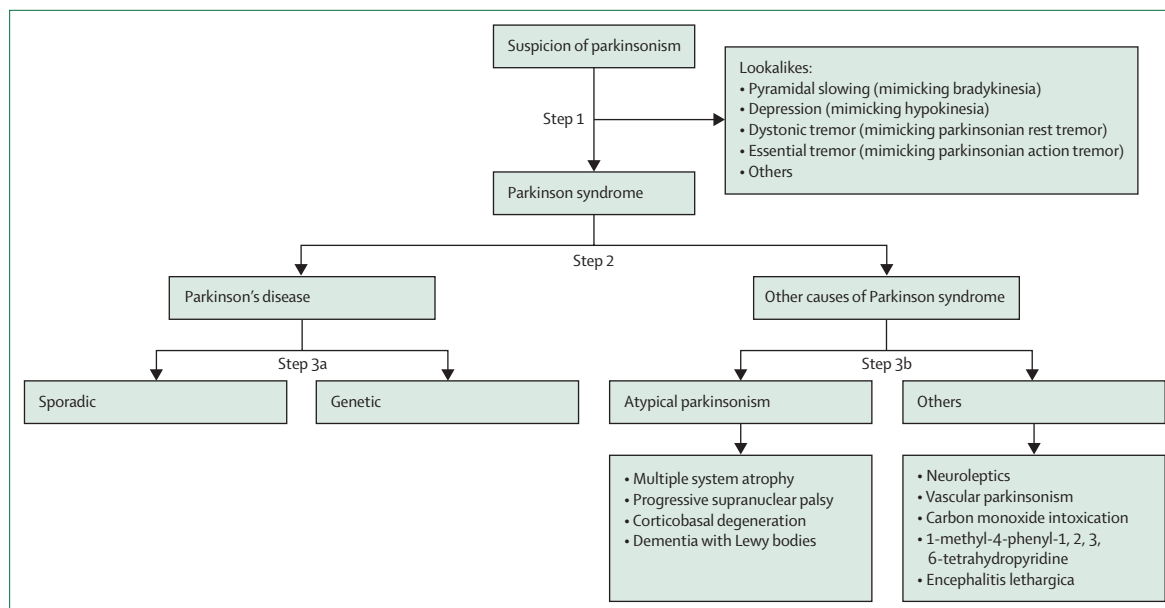 Suspicion of parkinsonism
Lookalikes:
• Pyramidal slowing (mimicking bradykinesia)
• Depression (mimicking hypokinesia)
• Dystonic tremor (mimicking parkinsonian rest tremor)
• Essential tremor (mimicking parkinsonian action tremor)
• Others
Step 1
Parkinson syndrome
Step 2
Parkinson’s disease
Other causes of Parkinson syndrome
Step 3a
Step 3b
Sporadic
Genetic
Atypical parkinsonism
Others
• Multiple system atrophy
• Progressive supranuclear palsy
• Corticobasal degeneration
• Dementia with Lewy bodies
• Neuroleptics
• Vascular parkinsonism
• Carbon monoxide intoxication
• 1-methyl-4-phenyl-1, 2, 3,
6-tetrahydropyridine
• Encephalitis lethargica